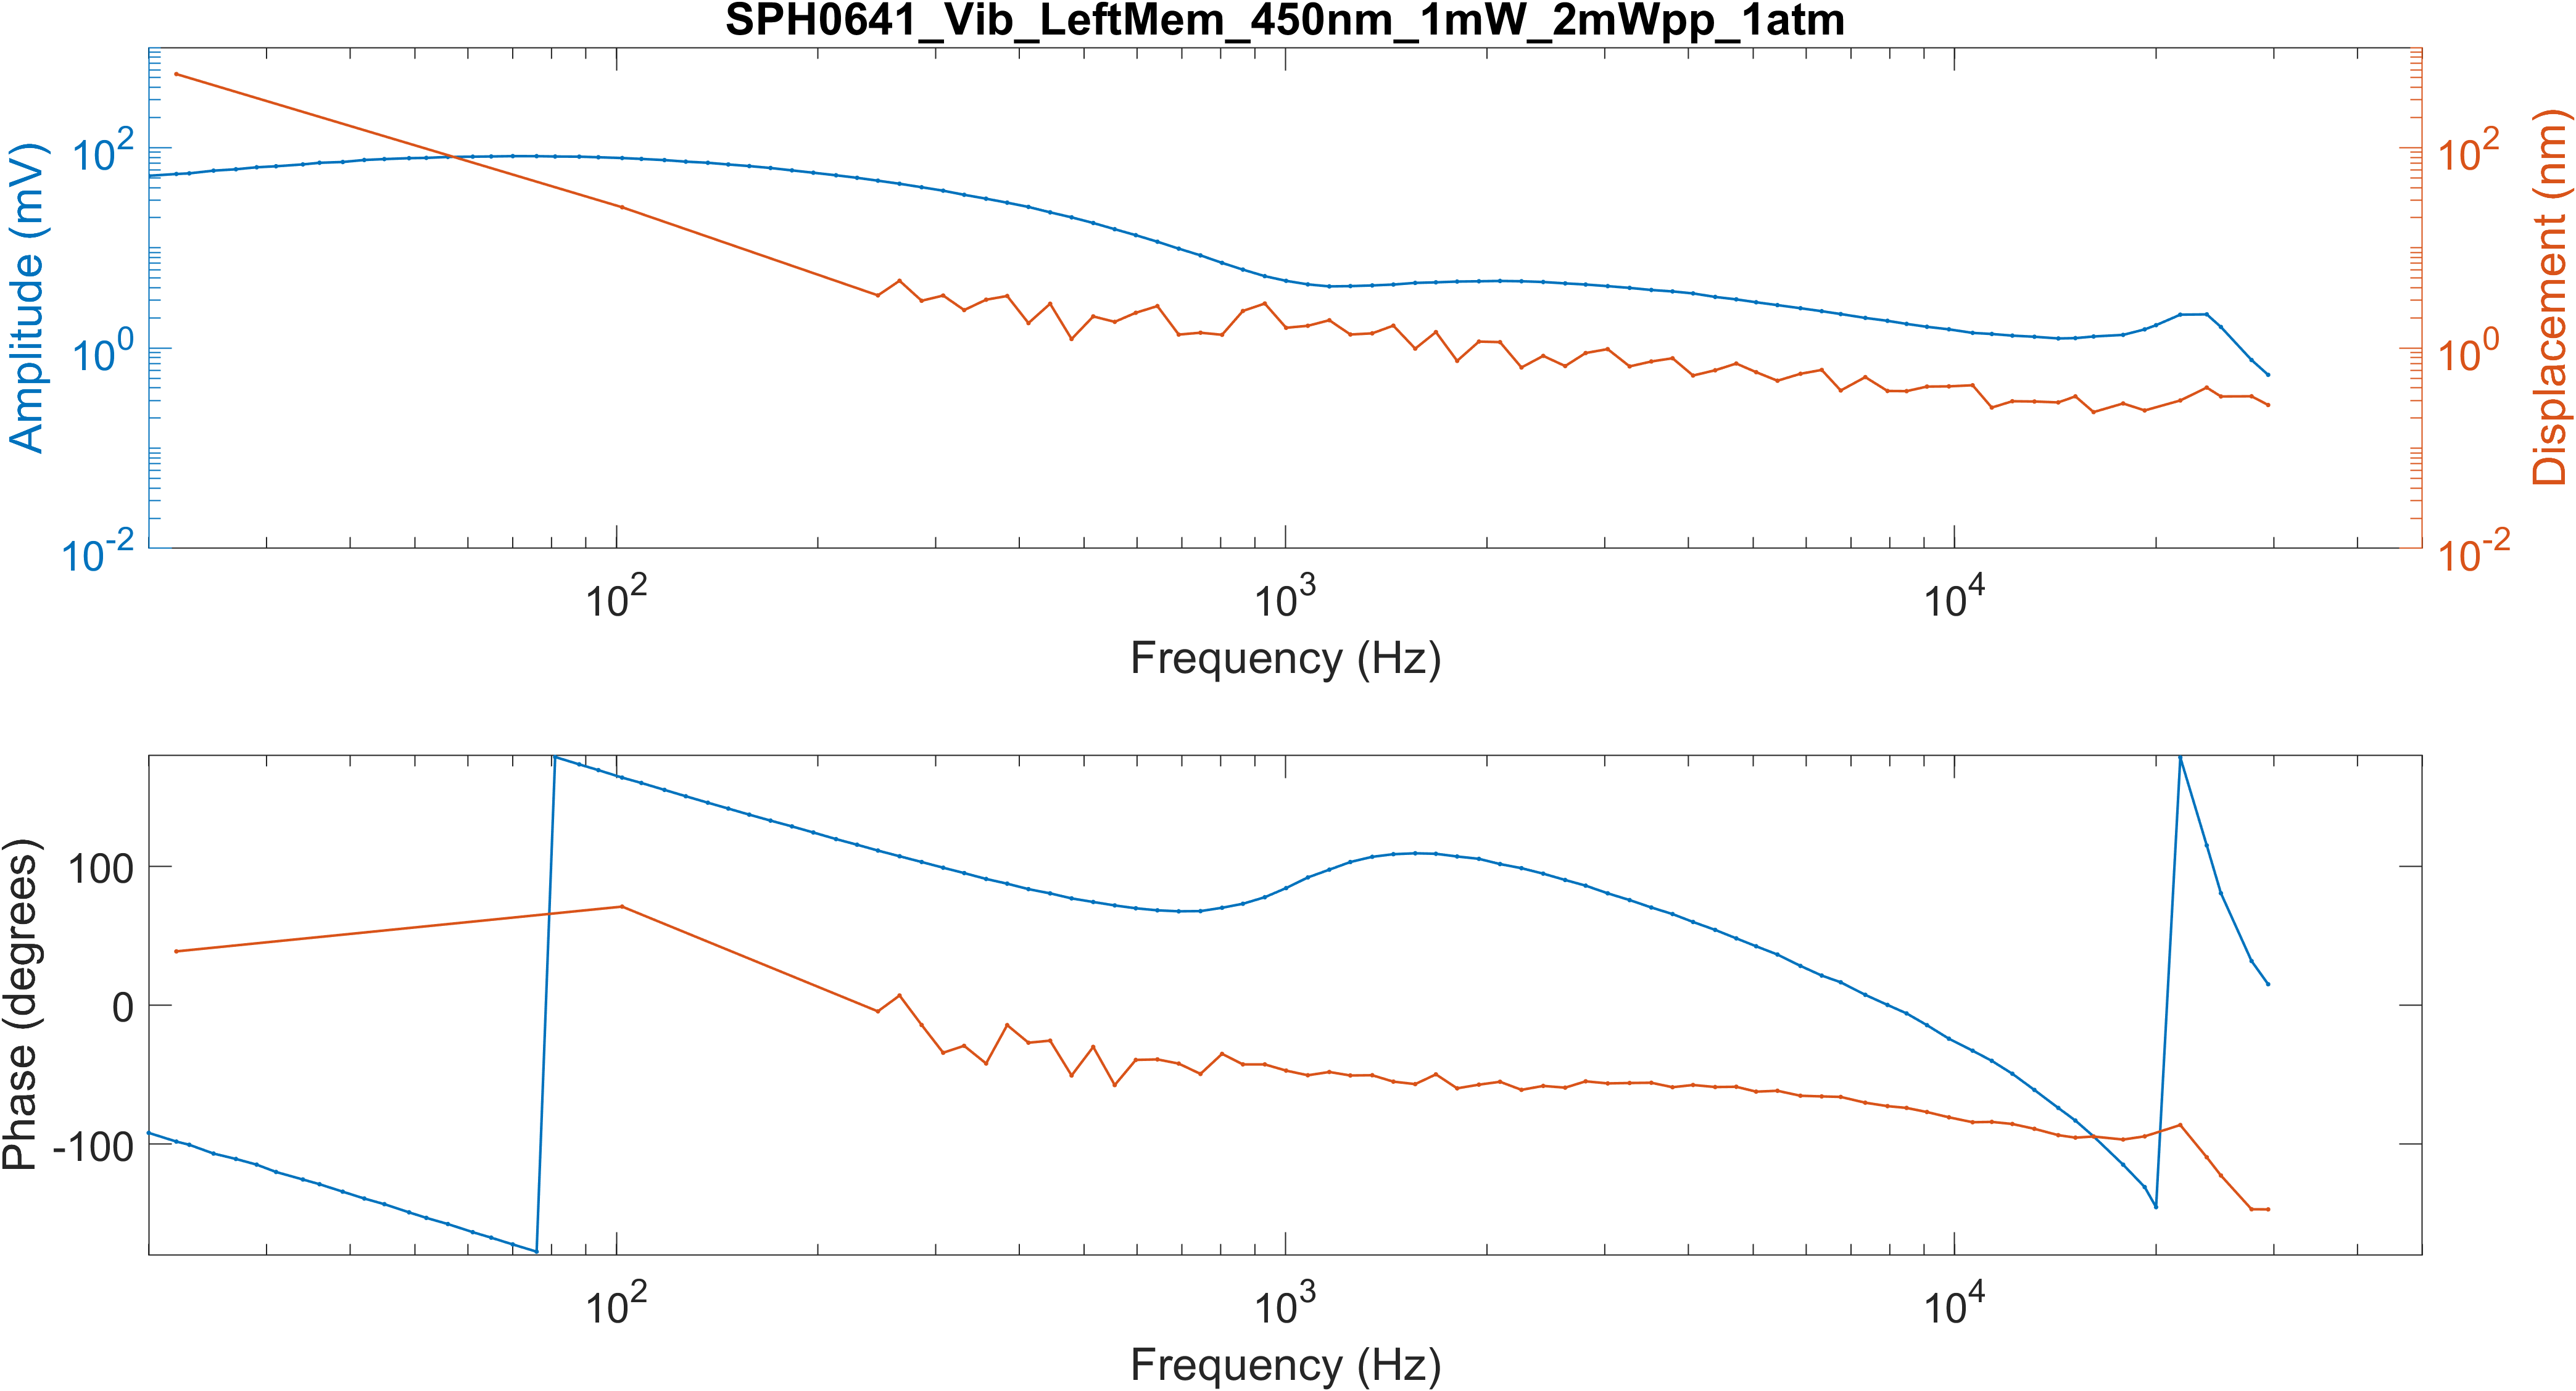 SPH0641_Vib_LeftMem_450nm_1mW_2mWpp_1atm
Amplitude (mV)
10^2
10^0
10^-2
10^2
10^0
10^-2
Displacement (nm)
10^2
10^3
10^4
Frequency (Hz)
Phase (degrees)
100
0
-100
10^2
10^3
10^4
Frequency (Hz)